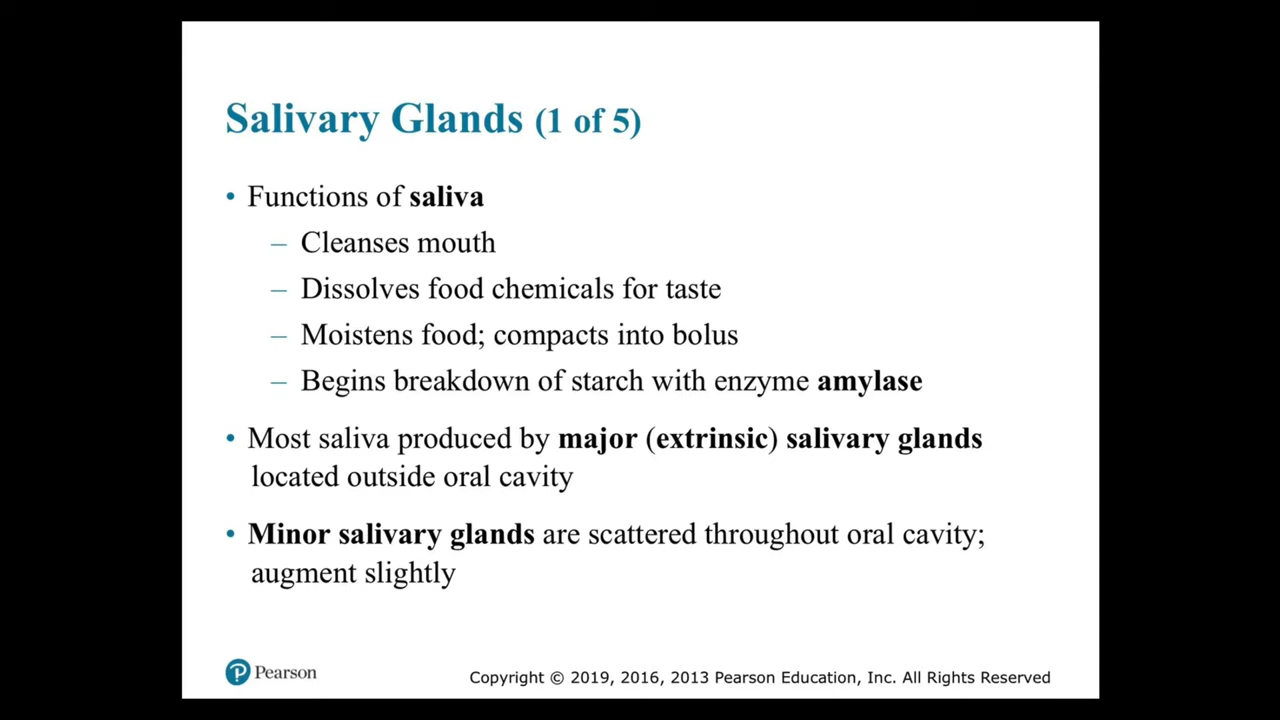 Salivary Glands (1 of 5)
• Functions of saliva
– Cleanses mouth
– Dissolves food chemicals for taste
– Moistens food; compacts into bolus
– Begins breakdown of starch with enzyme amylase
• Most saliva produced by major (extrinsic) salivary glands
located outside oral cavity
• Minor salivary glands are scattered throughout oral cavity;
augment slightly
P Pearson
Copyright © 2019, 2016, 2013 Pearson Education, Inc. All Rights Reserved